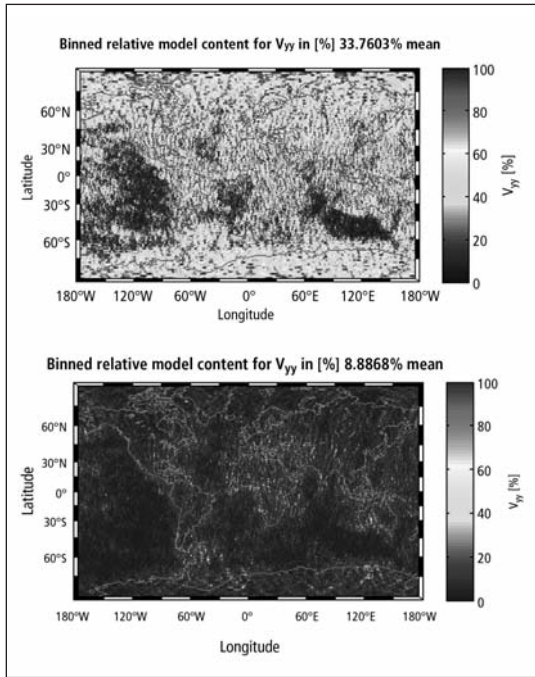 Binned relative model content for Vyy in [%] 33.7603% mean
100
80
60
40
20
0
Vyy [%]
60°N
30°N
0°
30°S
60°S
Latitude
180°W 120°W 60°W 0° 60°E 120°E 180°W
Longitude
Binned relative model content for Vyy in [%] 8.8868% mean
100
80
60
40
20
0
Vyy [%]
60°N
30°N
0°
30°S
60°S
Latitude
180°W 120°W 60°W 0° 60°E 120°E 180°W
Longitude